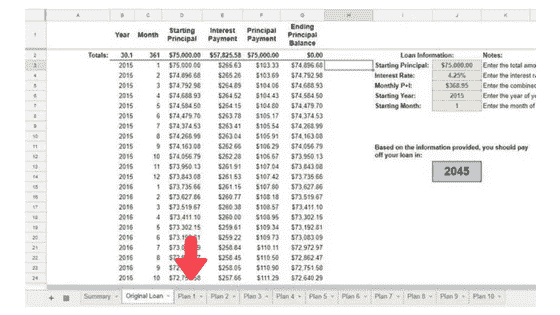 A B C D E F G H I J K
1 Year Month Starting Principal Interest Payment Principal Payment Ending Principal Balance
2 Totals: 30.1 361 $75,000.00 $57,825.58 $75,000.00 $0.00 Loan Information: Notes:
3 2015 1 $75,000.00 $265.63 $103.33 $74,896.68 Starting Principal: $75,000.00 Enter the total amo
4 2015 2 $74,896.68 $265.26 $103.69 $74,792.98 Interest Rate: 4.25% Enter the interest r
5 2015 3 $74,792.98 $264.89 $104.06 $74,688.93 Monthly P+I: $368.95 Enter the combined
6 2015 4 $74,688.93 $264.52 $104.43 $74,584.50 Starting Year: 2015 Enter the year of y
7 2015 5 $74,584.50 $264.15 $104.80 $74,479.70 Starting Month: 1 Enter the month of
8 2015 6 $74,479.70 $263.78 $105.17 $74,374.53
9 2015 7 $74,374.53 $263.41 $105.54 $74,268.99
10 2015 8 $74,268.99 $263.04 $105.91 $74,163.08
11 2015 9 $74,163.08 $262.66 $106.29 $74,056.79 Based on the information provided, you should pay
12 2015 10 $74,056.79 $262.28 $106.67 $73,950.13 off your loan in:
13 2015 11 $73,950.13 $261.91 $107.04 $73,843.08 2045
14 2015 12 $73,843.08 $261.53 $107.42 $73,735.66
15 2016 1 $73,735.66 $261.15 $107.80 $73,627.86
16 2016 2 $73,627.86 $260.77 $108.18 $73,519.67
17 2016 3 $73,519.67 $260.38 $108.57 $73,411.10
18 2016 4 $73,411.10 $260.00 $108.95 $73,302.15
19 2016 5 $73,302.15 $259.61 $109.34 $73,192.81
20 2016 6 $259.22 $109.73 $73,083.09
21 2016 7 $258.84 $110.11 $72,972.97
22 2016 8 $258.45 $110.50 $72,862.47
23 2016 9 $258.05 $110.90 $72,751.58
24 2016 10 $257.66 $111.29 $72,640.29
Summary Original Loan Plan 1 Plan 2 Plan 3 Plan 4 Plan 5 Plan 6 Plan 7 Plan 8 Plan 9 Plan 10